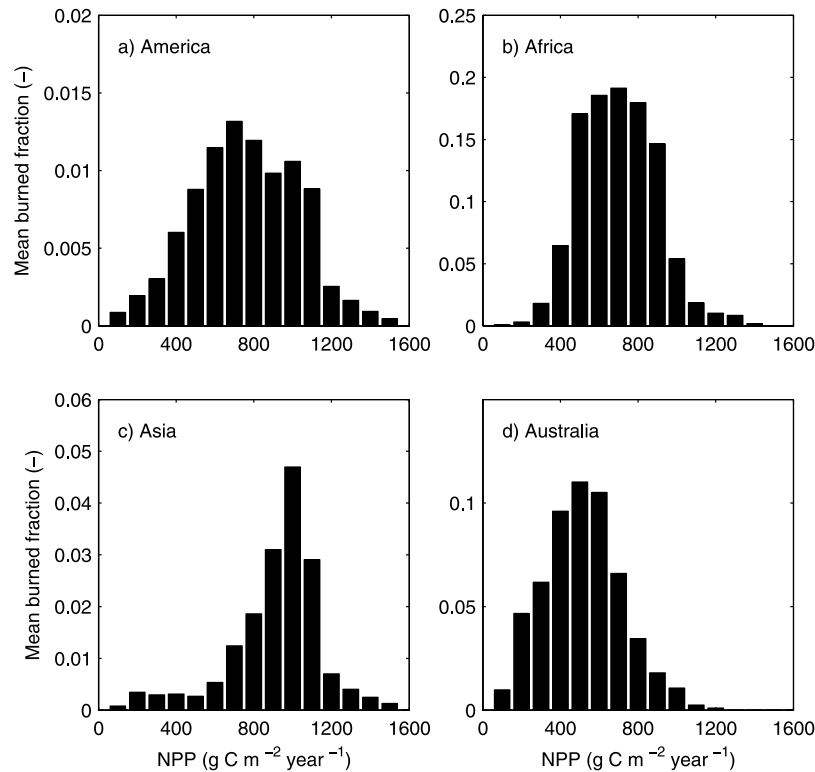 a) America
Mean burned fraction (−)
0.02
0.015
0.01
0.005
0
0 400 800 1200 1600
b) Africa
0.25
0.2
0.15
0.1
0.05
0
0 400 800 1200 1600
c) Asia
Mean burned fraction (−)
0.06
0.05
0.04
0.03
0.02
0.01
0
0 400 800 1200 1600
NPP (g C m⁻² year⁻¹)
d) Australia
0.1
0.05
0
0 400 800 1200 1600
NPP (g C m⁻² year⁻¹)